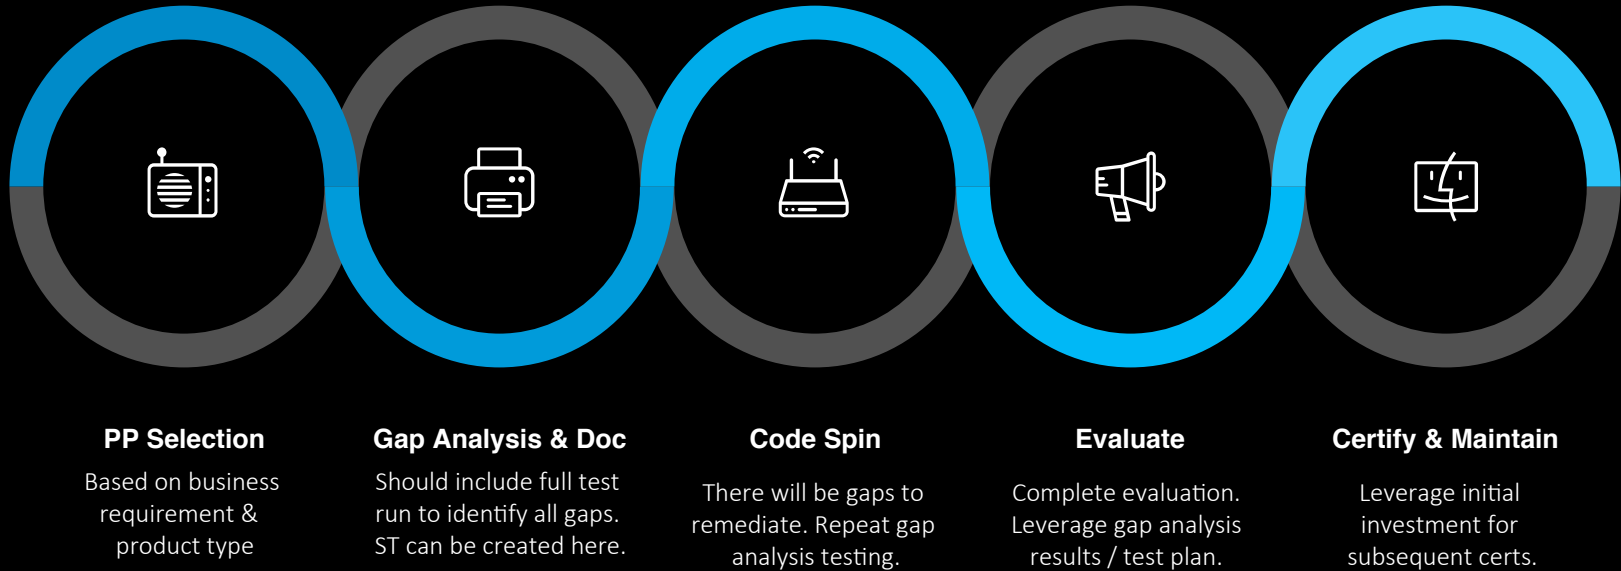 PP Selection
Based on business
requirement &
product type
Gap Analysis & Doc
Should include full test
run to identify all gaps.
ST can be created here.
Code Spin
There will be gaps to
remediate. Repeat gap
analysis testing.
Evaluate
Complete evaluation.
Leverage gap analysis
results / test plan.
Certify & Maintain
Leverage initial
investment for
subsequent certs.